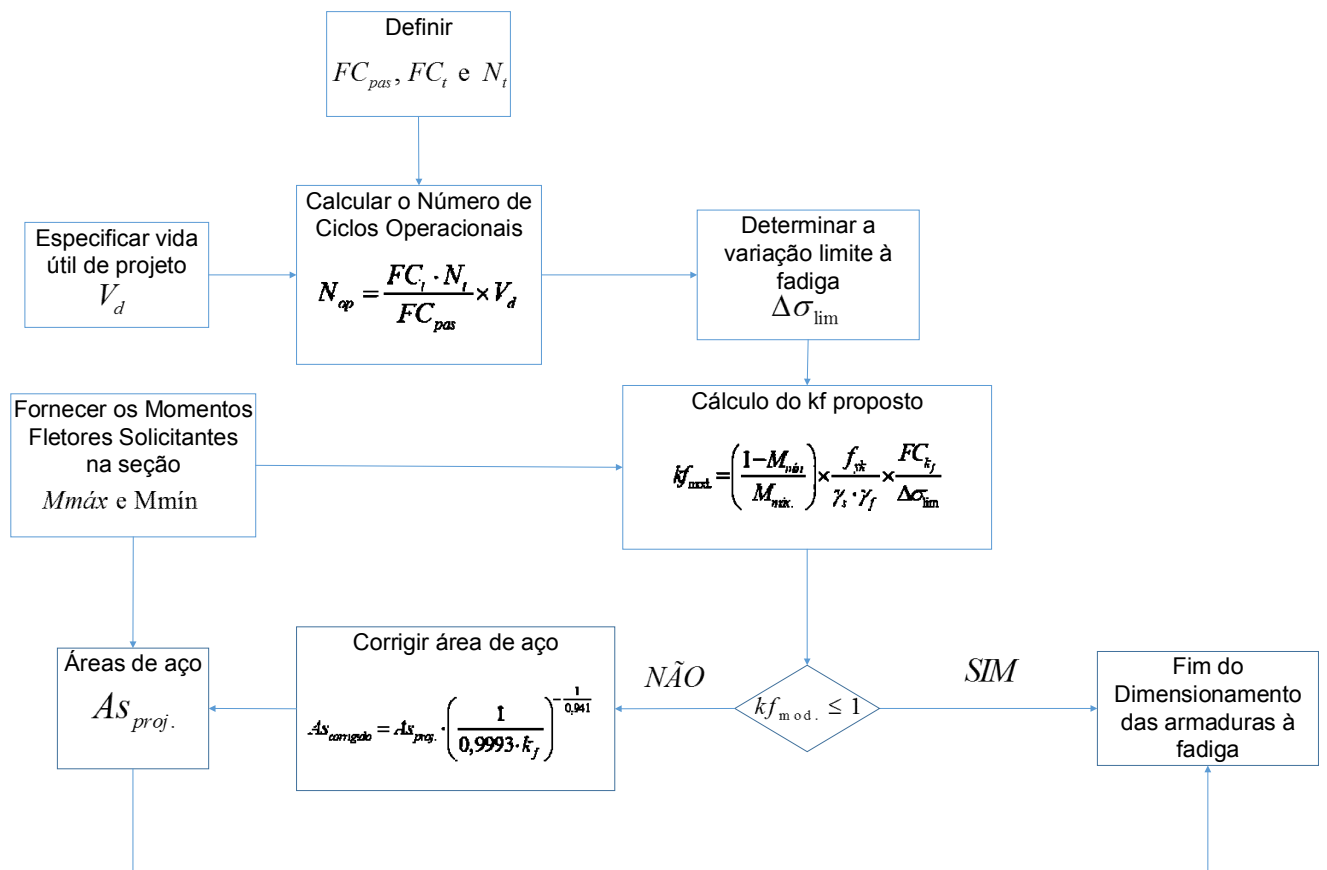 Definir
FC_pas, FC_t e N_t
Calcular o Número de
Ciclos Operacionais
N_op = FC_t · N_t / FC_pas × V_d
Especificar vida
útil de projeto
V_d
Determinar a
variação limite à
fadiga
Δσ_lim
Fornecer os Momentos
Fletores Solicitantes
na seção
Mmáx e Mmín
Cálculo do kf proposto
kf_mod. = (1−M_mín / M_máx.) × f_yk / γ_s · γ_f × FC_kf / Δσ_lim
Áreas de aço
As_proj.
Corrigir área de aço
As_corrigido = As_proj. · (1 / 0,9993·k_f)^−1/0,941
NÃO
kf_mod. ≤ 1
SIM
Fim do
Dimensionamento
das armaduras à
fadiga